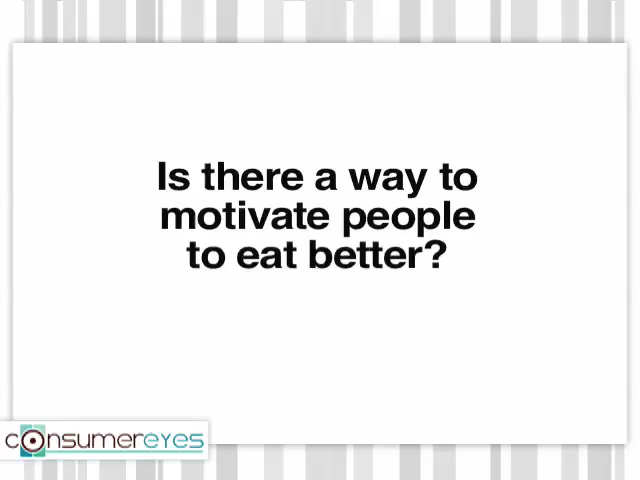 Is there a way to
motivate people
to eat better?
consumereyes